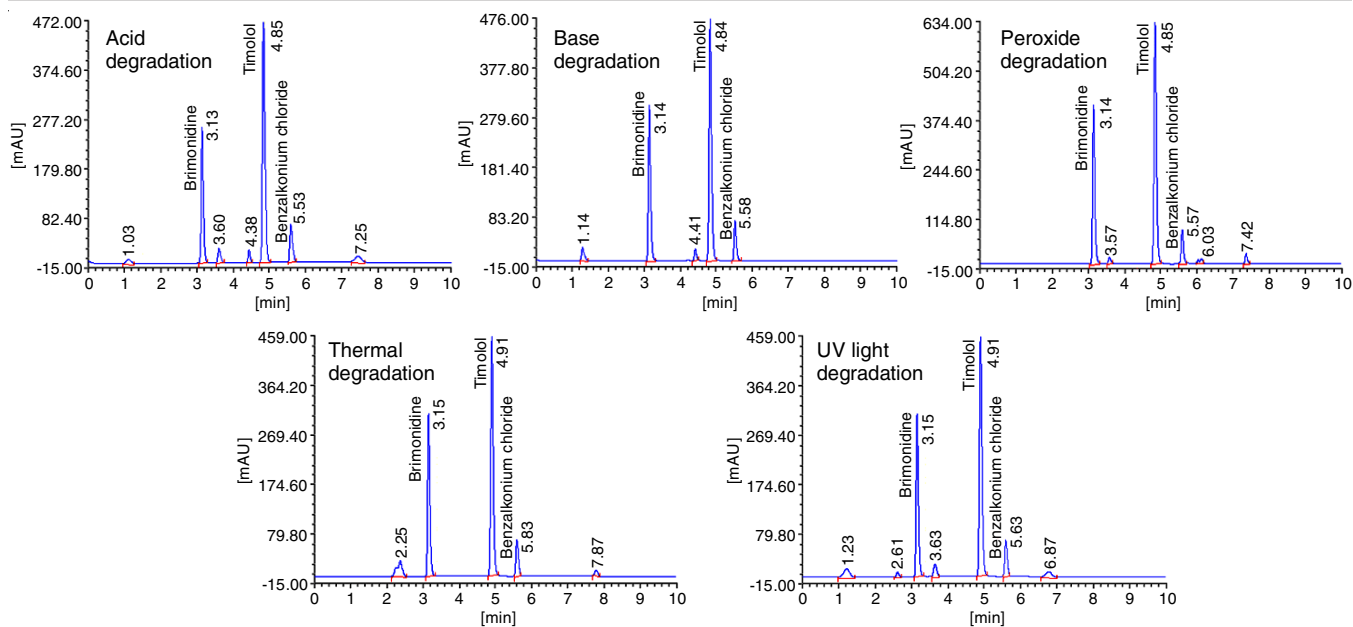 Acid
degradation
472.00
374.60
277.20
179.80
82.40
-15.00
[mAU]
1.03
Brimonidine
3.13
3.60
4.38
Timolol
4.85
Benzalkonium chloride
5.53
7.25
0 1 2 3 4 5 6 7 8 9 10
[min]
Base
degradation
476.00
377.80
279.60
181.40
83.20
-15.00
[mAU]
1.14
Brimonidine
3.14
4.41
Timolol
4.84
Benzalkonium chloride
5.58
0 1 2 3 4 5 6 7 8 9 10
[min]
Peroxide
degradation
634.00
504.20
374.40
244.60
114.80
-15.00
[mAU]
Brimonidine
3.14
3.57
Timolol
4.85
Benzalkonium chloride
5.57
6.03
7.42
0 1 2 3 4 5 6 7 8 9 10
[min]
Thermal
degradation
459.00
364.20
269.40
174.60
79.80
-15.00
[mAU]
2.25
Brimonidine
3.15
Timolol
4.91
Benzalkonium chloride
5.83
7.87
0 1 2 3 4 5 6 7 8 9 10
[min]
UV light
degradation
459.00
364.20
269.40
174.60
79.80
-15.00
[mAU]
1.23
2.61
Brimonidine
3.15
3.63
Timolol
4.91
Benzalkonium chloride
5.63
6.87
0 1 2 3 4 5 6 7 8 9 10
[min]